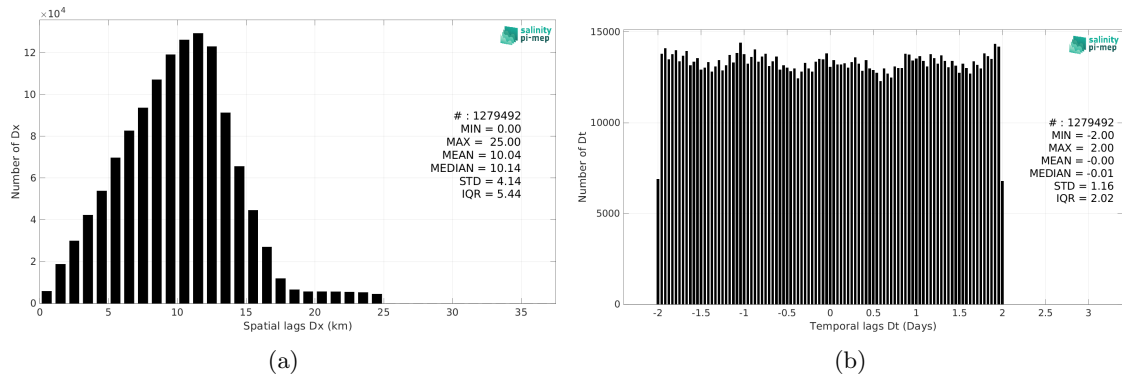 ×10⁴
12
10
8
6
4
2
0
0 5 10 15 20 25 30 35
Number of Dx
Spatial lags Dx (km)
salinity
pi-mep
# : 1279492
MIN = 0.00
MAX = 25.00
MEAN = 10.04
MEDIAN = 10.14
STD = 4.14
IQR = 5.44
(a)
15000
10000
5000
0
-2 -1.5 -1 -0.5 0 0.5 1 1.5 2 2.5 3
Number of Dt
Temporal lags Dt (Days)
salinity
pi-mep
# : 1279492
MIN = -2.00
MAX = 2.00
MEAN = -0.00
MEDIAN = -0.01
STD = 1.16
IQR = 2.02
(b)